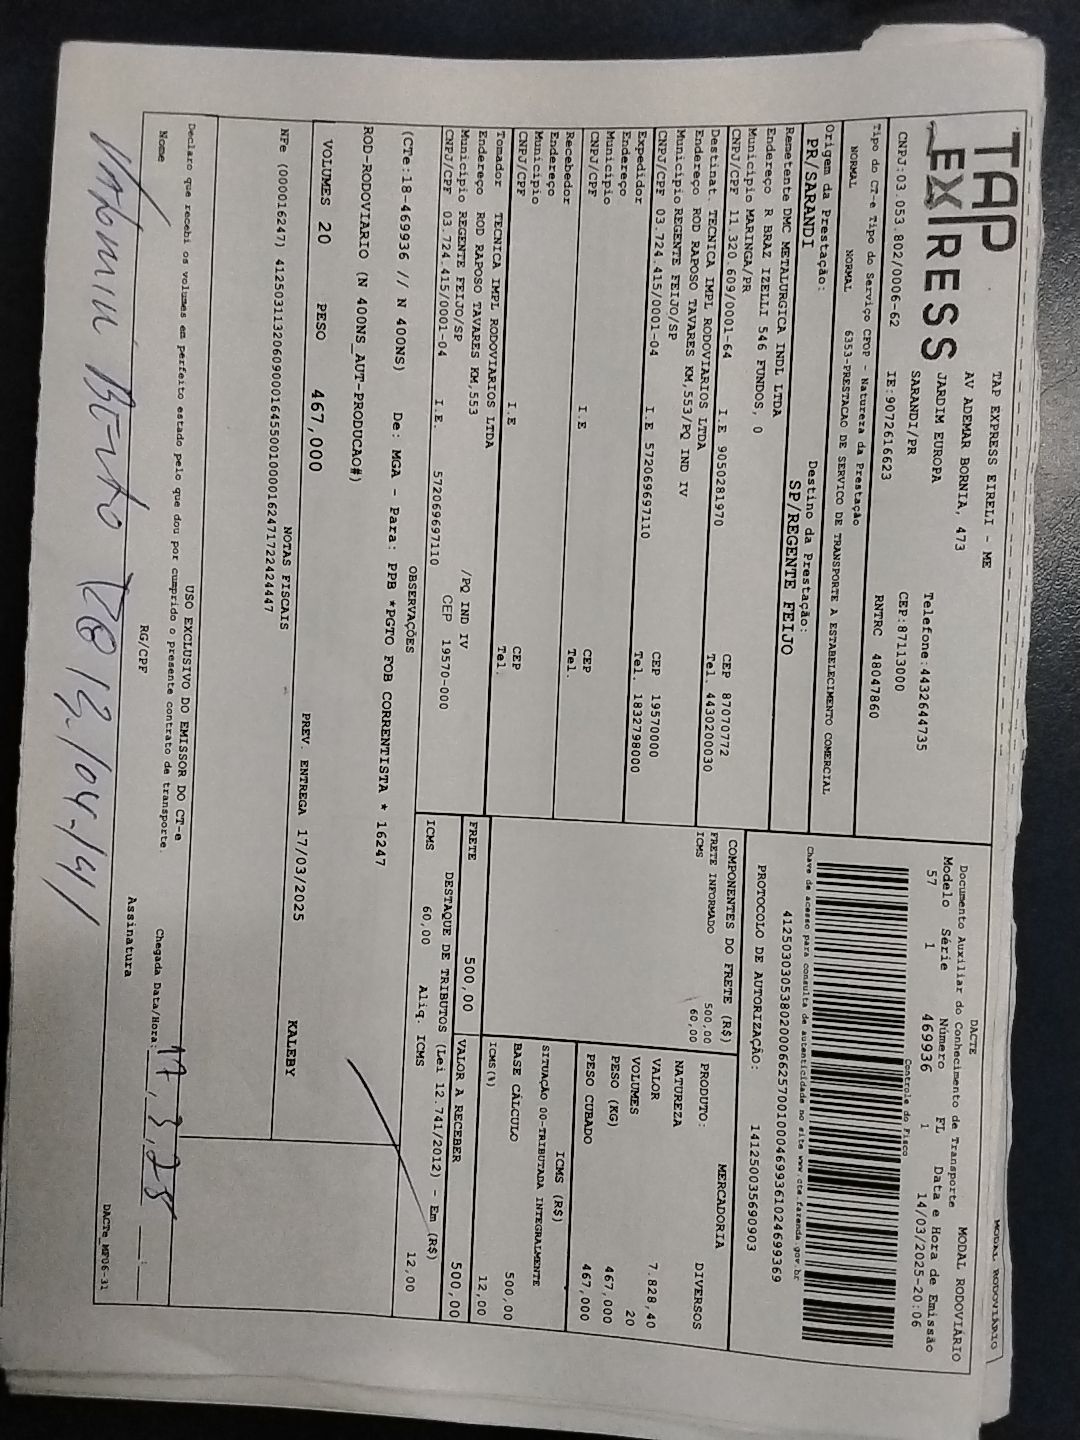 MODAL RODOVIÁRIO
TAP
EXPRESS
TAP EXPRESS EIRELI - ME
AV ADEMAR BORNIA, 473
JARDIM EUROPA
Telefone:4432644735
SARANDI/PR
CEP:87113000
CNPJ:03.053.802/0006-62
IE:9072616623
RNTRC 48047860
DACTE
Documento Auxiliar do Conhecimento de Transporte
MODAL RODOVIÁRIO
Modelo Série Número FL Data e Hora de Emissão
57 1 469936 1 14/03/2025-20:06
Controle do Fisco
Chave de acesso para consulta de autenticidade no site www.cte.fazenda.gov.br
41250303053802000662570010004699361024699369
PROTOCOLO DE AUTORIZAÇÃO: 141250035690903
Tipo do CT-e Tipo do Serviço CFOP - Natureza da Prestação
NORMAL NORMAL 6353-PRESTACAO DE SERVICO DE TRANSPORTE A ESTABELECIMENTO COMERCIAL
Origem da Prestação: Destino da Prestação:
PR/SARANDI SP/REGENTE FEIJO
Remetente DMC METALURGICA INDL LTDA
Endereço R BRAZ IZELLI 546 FUNDOS, 0
Município MARINGA/PR CEP 87070772
CNPJ/CPF 11.320.609/0001-64 I.E 9050281970 Tel. 4430200030
Destinat. TECNICA IMPL RODOVIARIOS LTDA
Endereço ROD RAPOSO TAVARES KM,553/PQ IND IV
Município REGENTE FEIJO/SP CEP 19570000
CNPJ/CPF 03.724.415/0001-04 I.E 572069697110 Tel. 1832798000
Expedidor
Endereço
Município CEP
CNPJ/CPF I.E Tel.
Recebedor
Endereço
Município CEP
CNPJ/CPF I.E Tel.
Tomador TECNICA IMPL RODOVIARIOS LTDA
Endereço ROD RAPOSO TAVARES KM,553 /PQ IND IV
Município REGENTE FEIJO/SP CEP 19570-000
CNPJ/CPF 03.724.415/0001-04 I.E. 572069697110
COMPONENTES DO FRETE (R$)
FRETE INFORMADO 500,00
ICMS 60,00
PRODUTO: MERCADORIA
NATUREZA DIVERSOS
VALOR 7.828,40
VOLUMES 20
PESO (KG) 467,000
PESO CUBADO 467,000
ICMS (R$)
SITUAÇÃO 00-TRIBUTADA INTEGRALMENTE
BASE CÁLCULO 500,00
ICMS(%) 12,00
FRETE 500,00 VALOR A RECEBER 500,00
DESTAQUE DE TRIBUTOS (Lei 12.741/2012) - Em (R$)
ICMS 60,00 Aliq. ICMS 12,00
OBSERVAÇÕES
(CTe:18-469936 // N 400NS) De: MGA - Para: PPB *PGTO FOB CORRENTISTA * 16247
ROD-RODOVIARIO (N 400NS_AUT-PRODUCAO#)
VOLUMES 20 PESO 467,000 PREV. ENTREGA 17/03/2025 KALEBY
NOTAS FISCAIS
NFe (000016247) 41250311320609000164550010000162471722424447
USO EXCLUSIVO DO EMISSOR DO CT-e
Declaro que recebi os volumes em perfeito estado pelo que dou por cumprido o presente contrato de transporte.
Chegada Data/Hora:
Nome RG/CPF Assinatura
DACTe_MF06-31